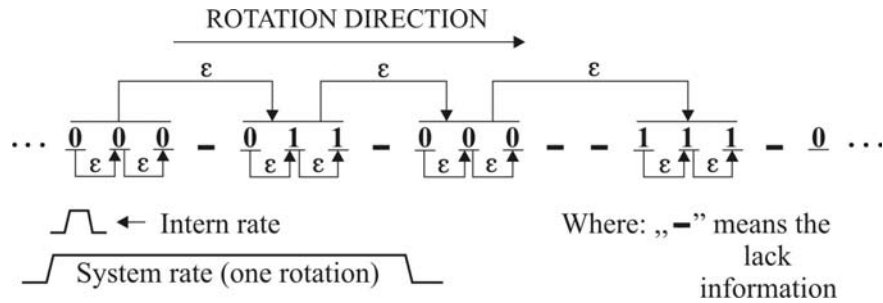 ROTATION DIRECTION
ε ε ε
... 0 0 0 - 0 1 1 - 0 0 0 - - 1 1 1 - 0 ...
ε ε ε ε ε ε ε ε
Intern rate
System rate (one rotation)
Where: „-” means the
lack
information